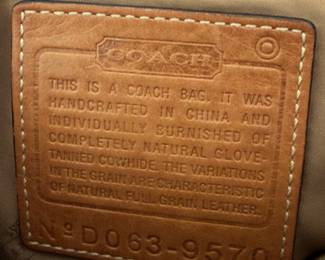 COACH
THIS IS A COACH BAG. IT WAS
HANDCRAFTED IN CHINA AND
INDIVIDUALLY BURNISHED OF
COMPLETELY NATURAL GLOVE-
TANNED COWHIDE. THE VARIATIONS
IN THE GRAIN ARE CHARACTERISTIC
OF NATURAL FULL GRAIN LEATHER.
Nº D063-9570